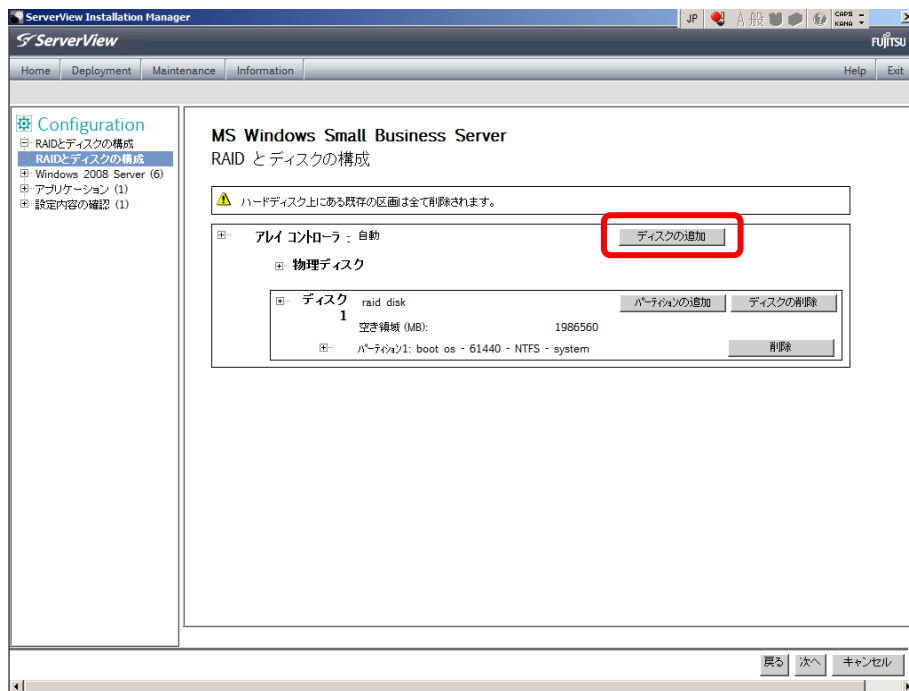 ServerView Installation Manager
JP A 般 CAPS KANA
ServerView FUJITSU
Home Deployment Maintenance Information Help Exit
Configuration
RAIDとディスクの構成
RAIDとディスクの構成
Windows 2008 Server (6)
アプリケーション (1)
設定内容の確認 (1)
MS Windows Small Business Server
RAID とディスクの構成
ハードディスク上にある既存の区画は全て削除されます。
アレイ コントローラ : 自動 ディスクの追加
物理ディスク
ディスク 1 raid disk パーティションの追加 ディスクの削除
空き領域 (MB): 1986560
パーティション1: boot os - 61440 - NTFS - system 削除
戻る 次へ キャンセル